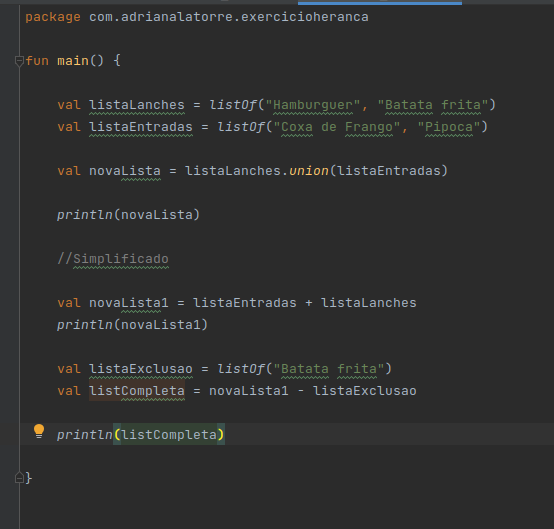 package com.adrianalatorre.exercicioheranca
fun main() {
val listaLanches = listOf("Hamburguer", "Batata frita")
val listaEntradas = listOf("Coxa de Frango", "Pipoca")
val novaLista = listaLanches.union(listaEntradas)
println(novaLista)
//Simplificado
val novaLista1 = listaEntradas + listaLanches
println(novaLista1)
val listaExclusao = listOf("Batata frita")
val listCompleta = novaLista1 - listaExclusao
println(listCompleta)
}